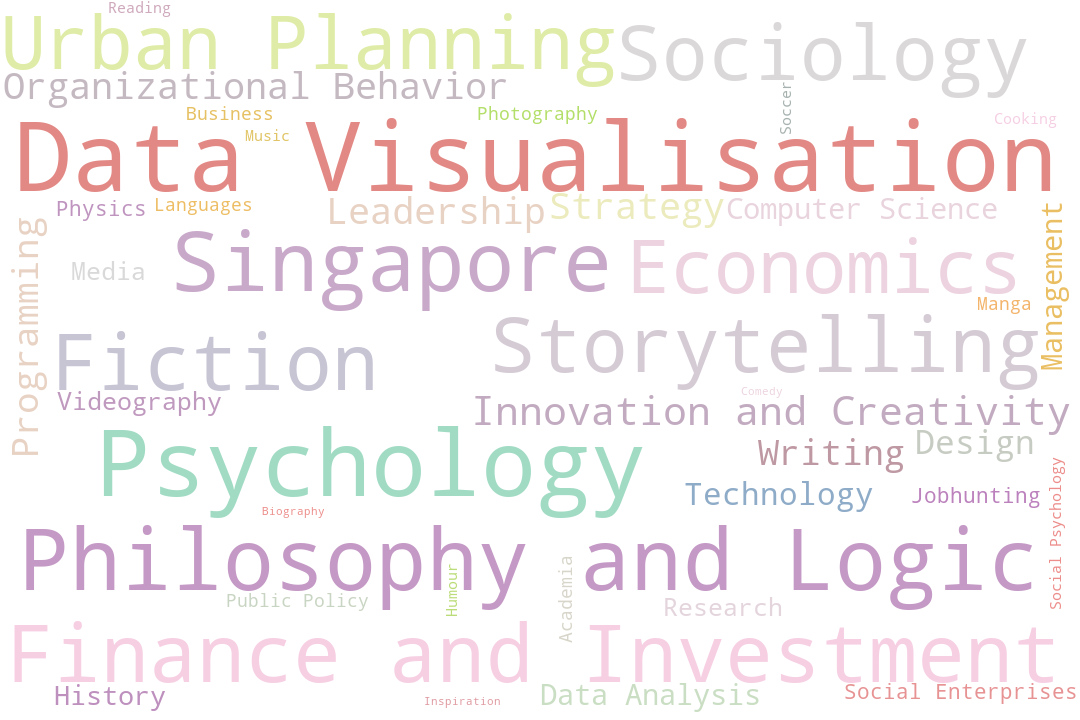 Reading
Urban Planning
Sociology
Organizational Behavior
Business
Photography
Soccer
Cooking
Music
Data Visualisation
Physics
Languages
Leadership
Strategy
Computer Science
Programming
Media
Singapore
Economics
Management
Manga
Fiction
Storytelling
Videography
Comedy
Innovation and Creativity
Psychology
Writing
Design
Technology
Jobhunting
Social Psychology
Biography
Philosophy and Logic
Public Policy
Humour
Academia
Research
Finance and Investment
History
Inspiration
Data Analysis
Social Enterprises